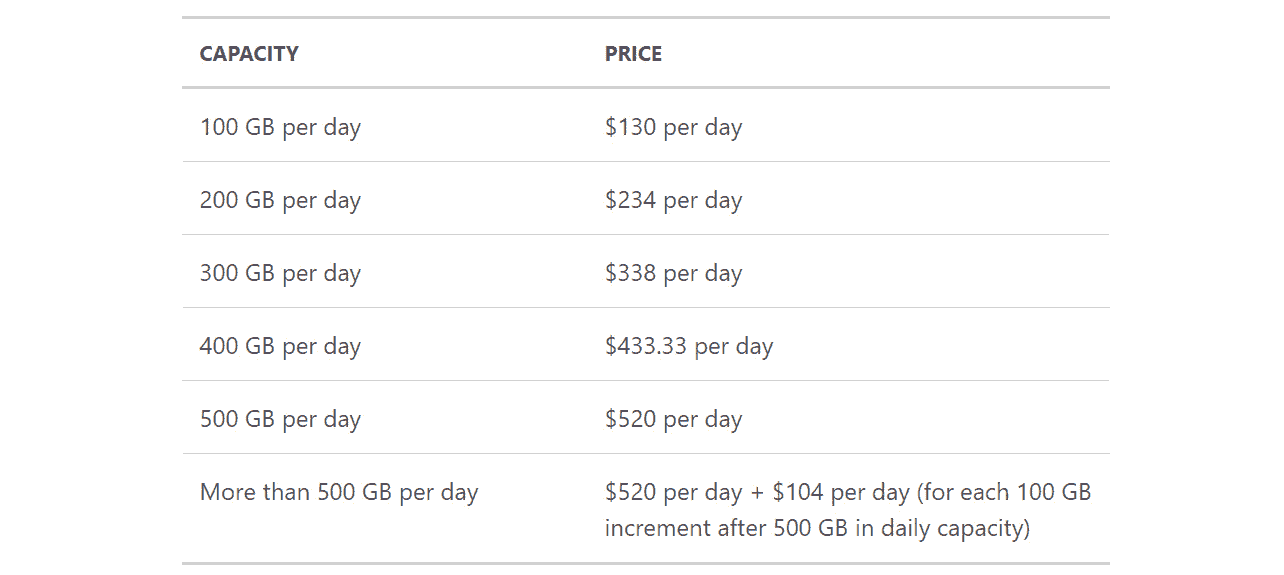 CAPACITY PRICE
100 GB per day $130 per day
200 GB per day $234 per day
300 GB per day $338 per day
400 GB per day $433.33 per day
500 GB per day $520 per day
More than 500 GB per day $520 per day + $104 per day (for each 100 GB
increment after 500 GB in daily capacity)